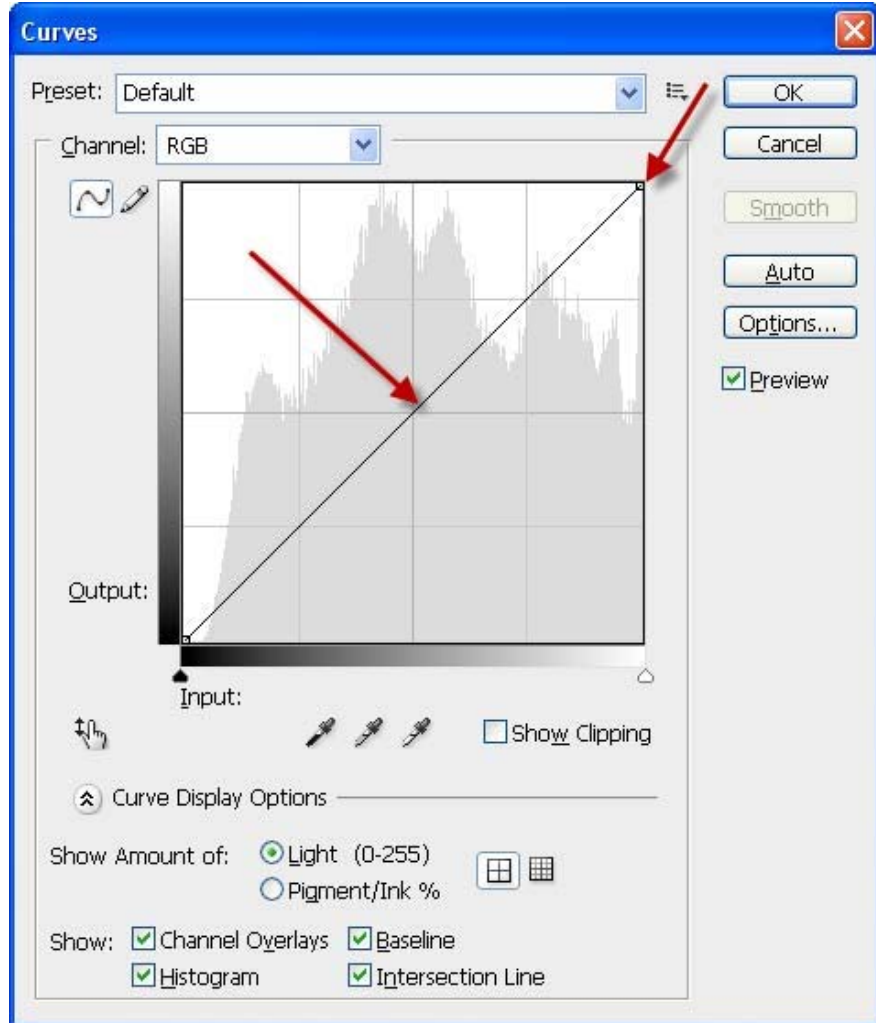 Curves
Preset: Default
OK
Channel: RGB
Cancel
Smooth
Auto
Options...
Preview
Output:
Input:
Show Clipping
Curve Display Options
Show Amount of: Light (0-255)
Pigment/Ink %
Show: Channel Overlays Baseline
Histogram Intersection Line